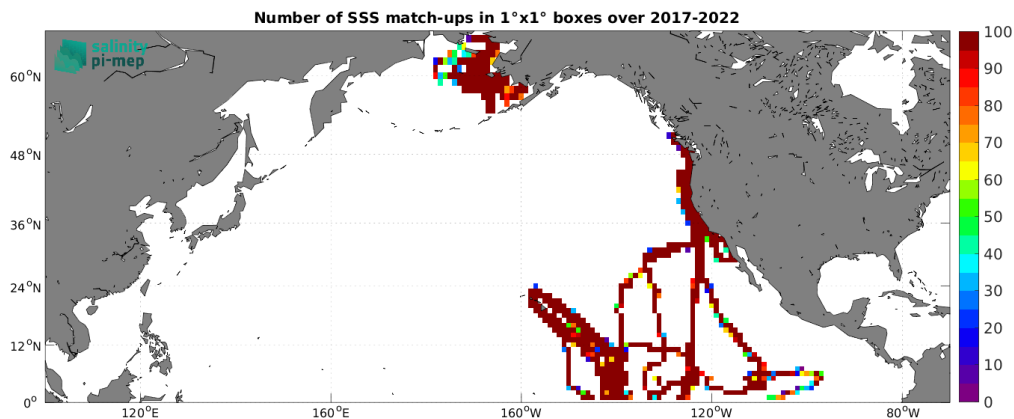 Number of SSS match-ups in 1°x1° boxes over 2017-2022
salinity
pi-mep
60°N
48°N
36°N
24°N
12°N
0°
120°E
160°E
160°W
120°W
80°W
100
90
80
70
60
50
40
30
20
10
0